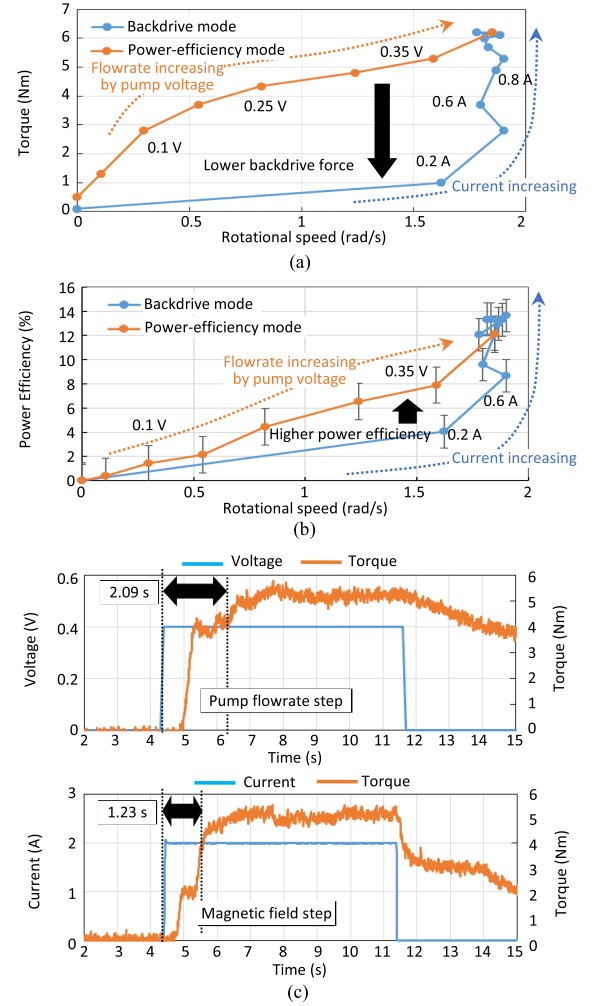 7
6
5
4
3
2
1
0
Torque (Nm)
Backdrive mode
Power-efficiency mode
Flowrate increasing
by pump voltage
0.35 V
0.25 V
0.1 V
0.8 A
0.6 A
0.2 A
Lower backdrive force
Current increasing
0 0.5 1 1.5 2
Rotational speed (rad/s)
(a)
16
14
12
10
8
6
4
2
0
Power Efficiency (%)
Backdrive mode
Power-efficiency mode
Flowrate increasing
by pump voltage
0.35 V
0.1 V
0.6 A
Higher power efficiency
0.2 A
Current increasing
0 0.5 1 1.5 2
Rotational speed (rad/s)
(b)
Voltage Torque
0.6
0.4
0.2
0
Voltage (V)
2.09 s
Pump flowrate step
6
5
4
3
2
1
0
Torque (Nm)
2 3 4 5 6 7 8 9 10 11 12 13 14 15
Time (s)
Current Torque
3
2
1
0
Current (A)
1.23 s
Magnetic field step
6
5
4
3
2
1
0
Torque (Nm)
2 3 4 5 6 7 8 9 10 11 12 13 14 15
Time (s)
(c)